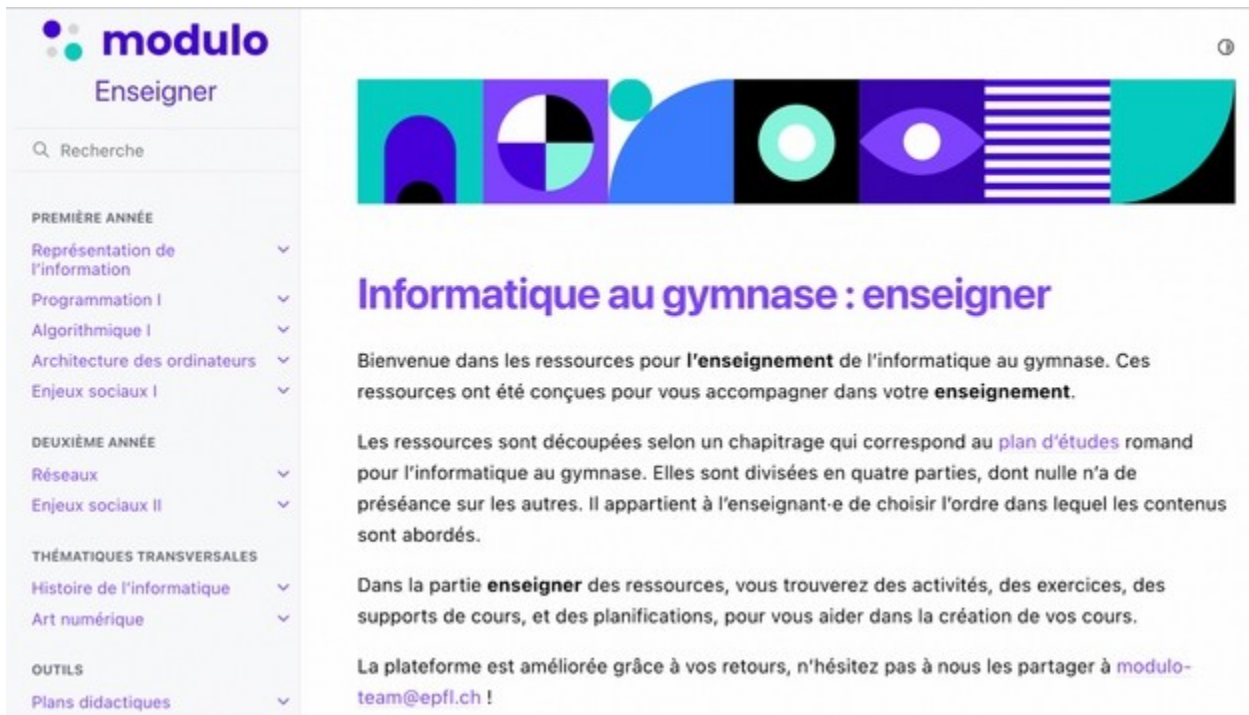 modulo
Enseigner
Recherche
PREMIÈRE ANNÉE
Représentation de
l'information
Programmation I
Algorithmique I
Architecture des ordinateurs
Enjeux sociaux I
DEUXIÈME ANNÉE
Réseaux
Enjeux sociaux II
THÉMATIQUES TRANSVERSALES
Histoire de l'informatique
Art numérique
OUTILS
Plans didactiques
Informatique au gymnase : enseigner
Bienvenue dans les ressources pour l'enseignement de l'informatique au gymnase. Ces
ressources ont été conçues pour vous accompagner dans votre enseignement.
Les ressources sont découpées selon un chapitrage qui correspond au plan d'études romand
pour l'informatique au gymnase. Elles sont divisées en quatre parties, dont nulle n'a de
préséance sur les autres. Il appartient à l'enseignant·e de choisir l'ordre dans lequel les contenus
sont abordés.
Dans la partie enseigner des ressources, vous trouverez des activités, des exercices, des
supports de cours, et des planifications, pour vous aider dans la création de vos cours.
La plateforme est améliorée grâce à vos retours, n'hésitez pas à nous les partager à modulo-
team@epfl.ch !